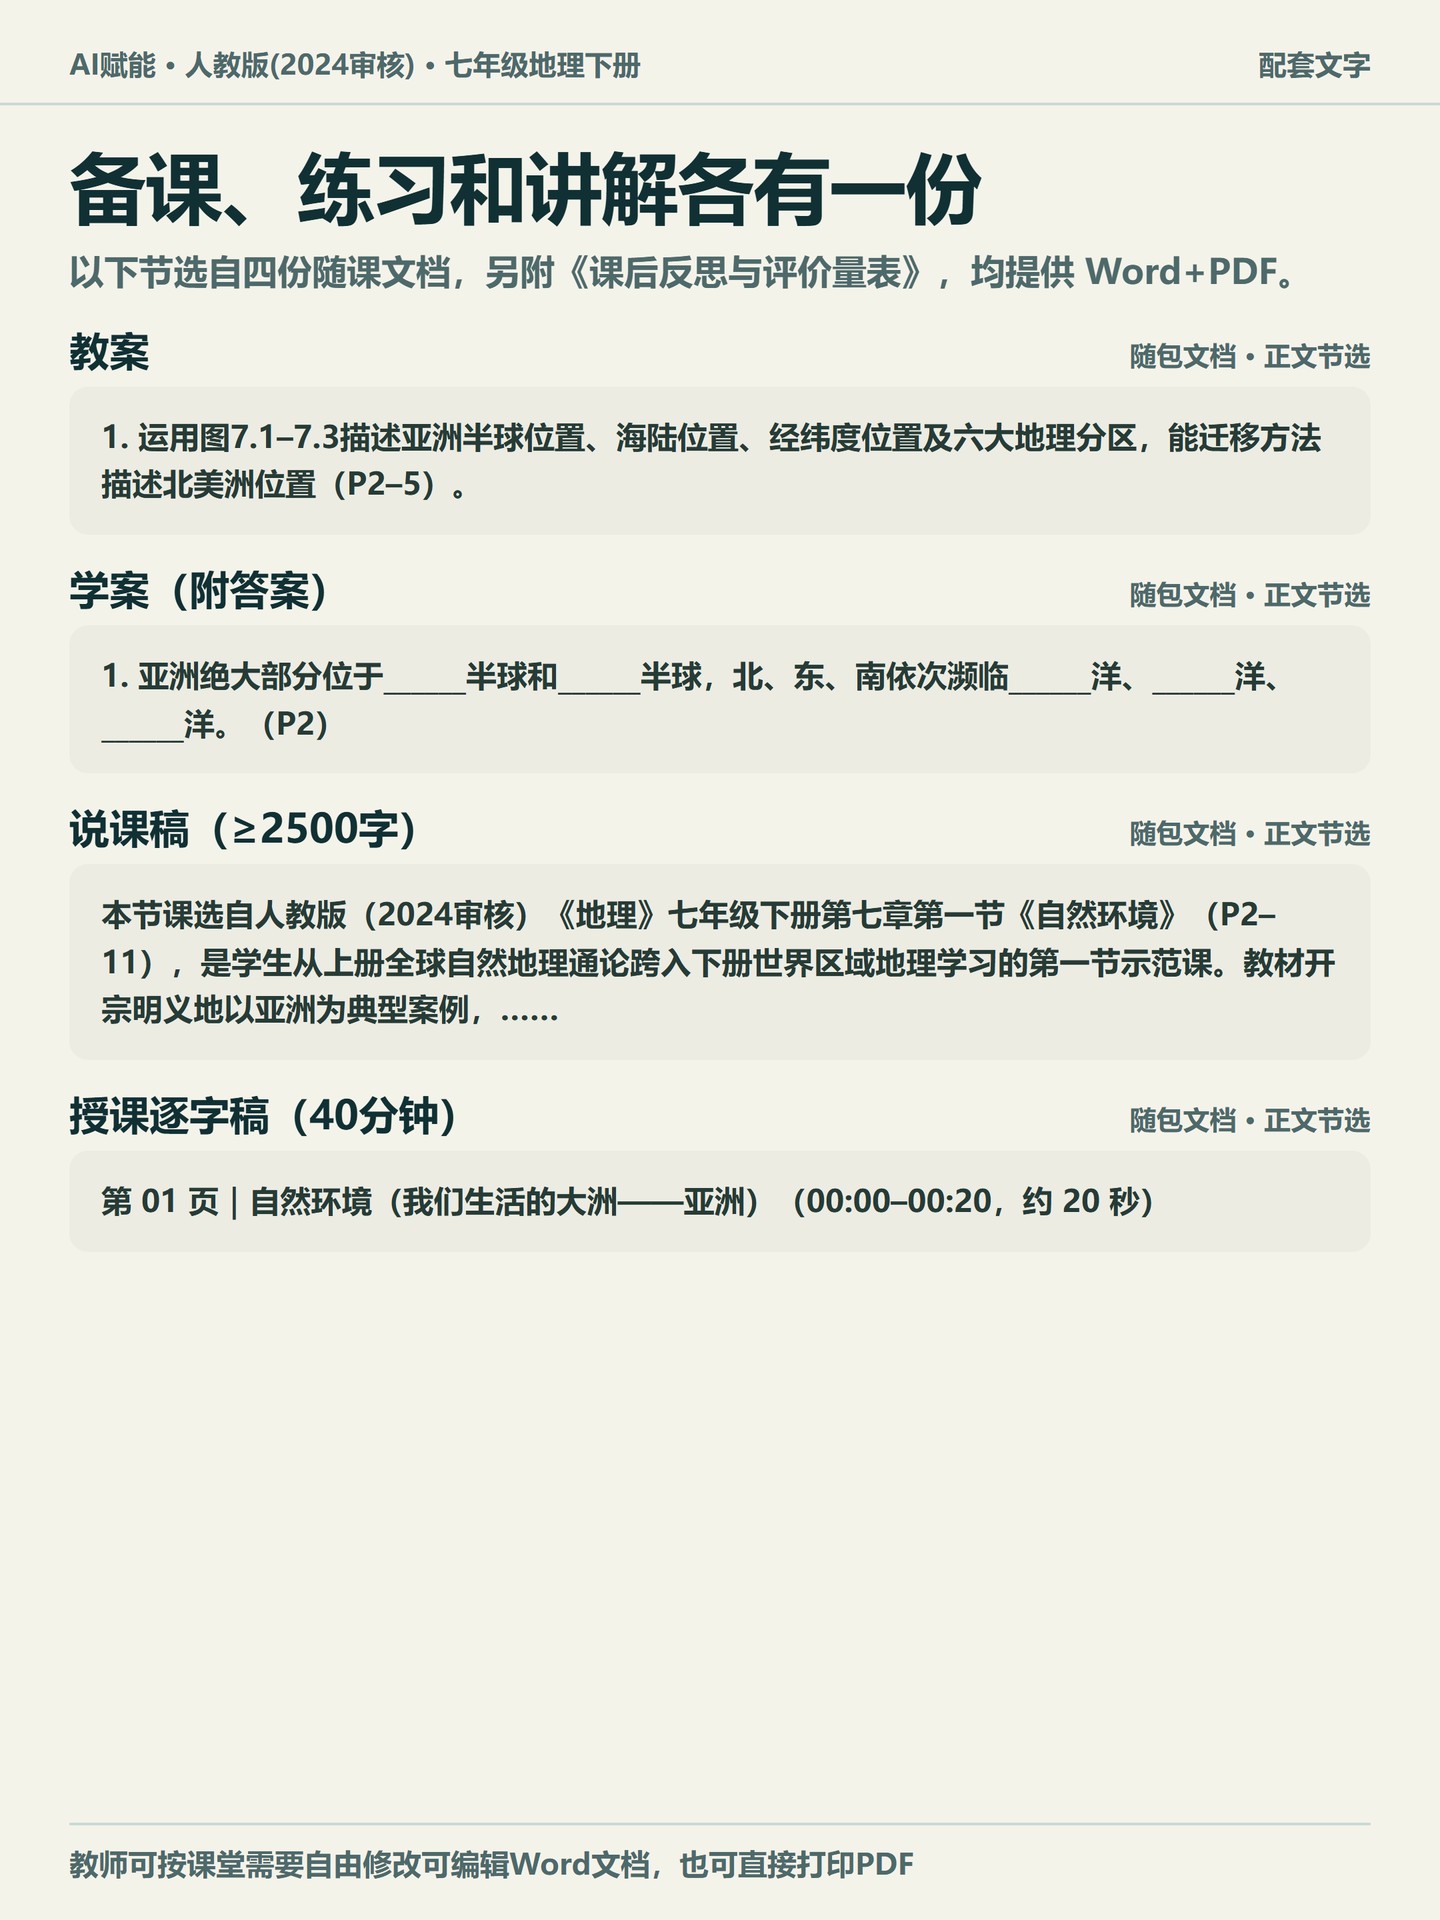 AI赋能 • 人教版(2024审核) • 七年级地理下册
配套文字
备课、练习和讲解各有一份
以下节选自四份随课文档，另附《课后反思与评价量表》，均提供 Word+PDF。
教案
随包文档 • 正文节选
1. 运用图7.1–7.3描述亚洲半球位置、海陆位置、经纬度位置及六大地理分区，能迁移方法
描述北美洲位置（P2–5）。
学案（附答案）
随包文档 • 正文节选
1. 亚洲绝大部分位于______半球和______半球，北、东、南依次濒临______洋、______洋、
______洋。（P2）
说课稿（≥2500字）
随包文档 • 正文节选
本节课选自人教版（2024审核）《地理》七年级下册第七章第一节《自然环境》（P2–
11），是学生从上册全球自然地理通论跨入下册世界区域地理学习的第一节示范课。教材开
宗明义地以亚洲为典型案例，……
授课逐字稿（40分钟）
随包文档 • 正文节选
第 01 页｜自然环境（我们生活的大洲——亚洲）（00:00–00:20，约 20 秒）
教师可按课堂需要自由修改可编辑Word文档，也可直接打印PDF